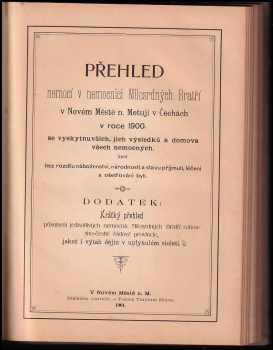 PŘEHLED
nemocí v nemocnici Milosrdných Bratří
v Novém Městě n. Metují v Čechách
v roce 1900
se vyskytnuvších, jich výsledků a domova
všech nemocných,
kteří
bez rozdílu náboženství, národnosti a stavu přijmuti, léčeni
a ošetřováni byli.
DODATEK:
Krátký přehled
působení jednotlivých nemocnic Milosrdných Bratří
české řádové provincie,
jakož i výtah dějin v uplynulém století
V Novém Městě n. M.
1901.